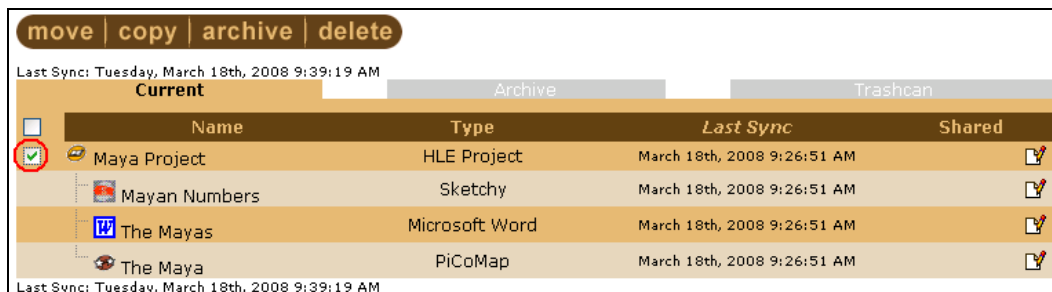 move | copy | archive | delete
Last Sync: Tuesday, March 18th, 2008 9:39:19 AM
Current Archive Trashcan
Name Type Last Sync Shared
Maya Project HLE Project March 18th, 2008 9:26:51 AM
Mayan Numbers Sketchy March 18th, 2008 9:26:51 AM
The Mayas Microsoft Word March 18th, 2008 9:26:51 AM
The Maya PiCoMap March 18th, 2008 9:26:51 AM
Last Sync: Tuesday, March 18th, 2008 9:39:19 AM